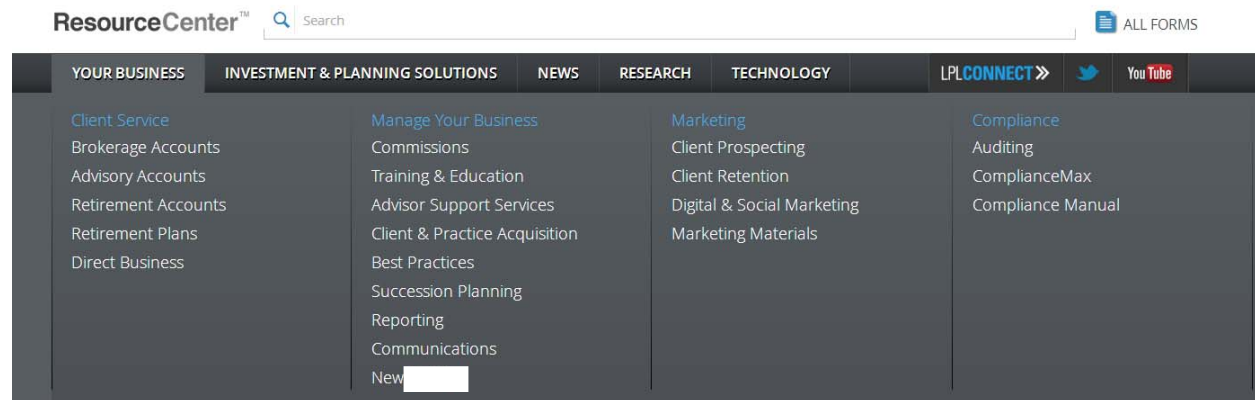 ResourceCenter™ Search ALL FORMS
YOUR BUSINESS INVESTMENT & PLANNING SOLUTIONS NEWS RESEARCH TECHNOLOGY LPLCONNECT» You Tube
Client Service
Brokerage Accounts
Advisory Accounts
Retirement Accounts
Retirement Plans
Direct Business
Manage Your Business
Commissions
Training & Education
Advisor Support Services
Client & Practice Acquisition
Best Practices
Succession Planning
Reporting
Communications
New
Marketing
Client Prospecting
Client Retention
Digital & Social Marketing
Marketing Materials
Compliance
Auditing
ComplianceMax
Compliance Manual